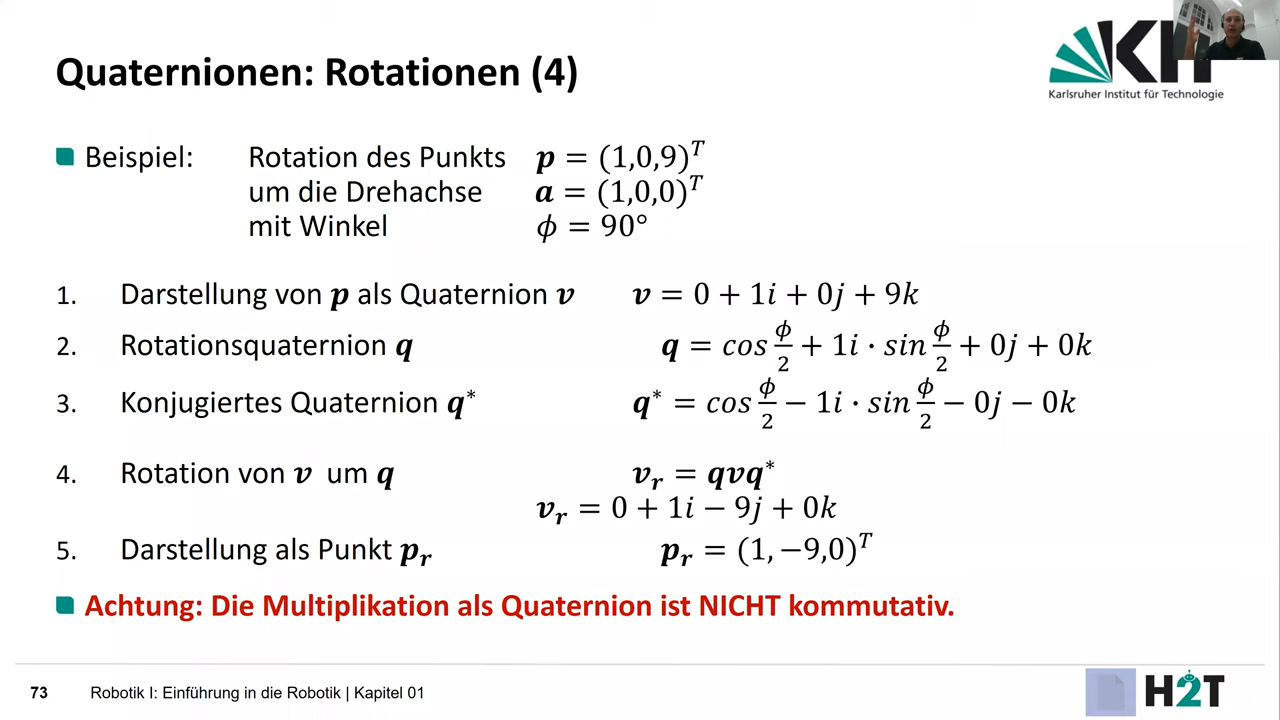 Quaternionen: Rotationen (4)
KIT
Karlsruher Institut für Technologie
Beispiel: Rotation des Punkts p = (1,0,9)^T
um die Drehachse a = (1,0,0)^T
mit Winkel ϕ = 90°
1. Darstellung von p als Quaternion v v = 0 + 1i + 0j + 9k
2. Rotationsquaternion q q = cos ϕ/2 + 1i · sin ϕ/2 + 0j + 0k
3. Konjugiertes Quaternion q* q* = cos ϕ/2 − 1i · sin ϕ/2 − 0j − 0k
4. Rotation von v um q v_r = qvq*
v_r = 0 + 1i − 9j + 0k
5. Darstellung als Punkt p_r p_r = (1, −9,0)^T
Achtung: Die Multiplikation als Quaternion ist NICHT kommutativ.
73 Robotik I: Einführung in die Robotik | Kapitel 01
H2T